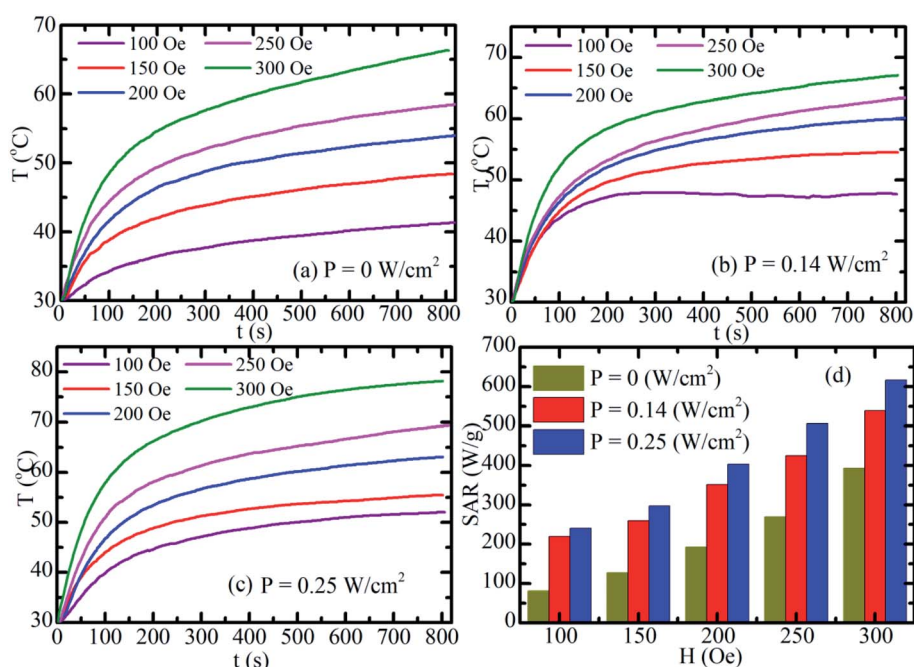 70
60
50
40
30
T (°C)
100 Oe 250 Oe
150 Oe 300 Oe
200 Oe
(a) P = 0 W/cm²
0 100 200 300 400 500 600 700 800
t (s)
70
60
50
40
30
T (°C)
100 Oe 250 Oe
150 Oe 300 Oe
200 Oe
(b) P = 0.14 W/cm²
0 100 200 300 400 500 600 700 800
t (s)
80
70
60
50
40
30
T (°C)
100 Oe 250 Oe
150 Oe 300 Oe
200 Oe
(c) P = 0.25 W/cm²
0 100 200 300 400 500 600 700 800
t (s)
700
600
500
400
300
200
100
0
SAR (W/g)
P = 0 (W/cm²) (d)
P = 0.14 (W/cm²)
P = 0.25 (W/cm²)
100 150 200 250 300
H (Oe)